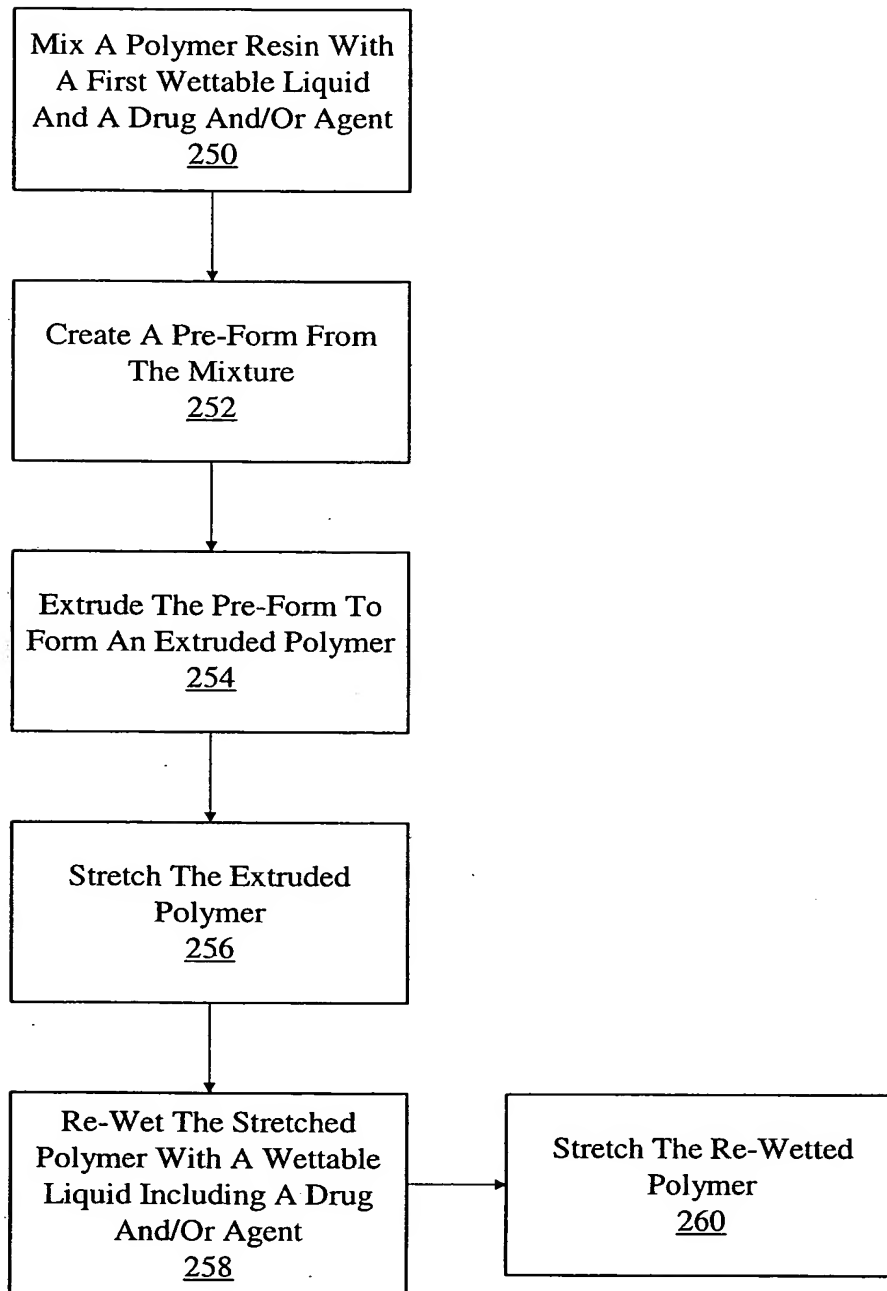 Mix A Polymer Resin With
A First Wettable Liquid
And A Drug And/Or Agent
250
Create A Pre-Form From
The Mixture
252
Extrude The Pre-Form To
Form An Extruded Polymer
254
Stretch The Extruded
Polymer
256
Re-Wet The Stretched
Polymer With A Wettable
Liquid Including A Drug
And/Or Agent
258
Stretch The Re-Wetted
Polymer
260